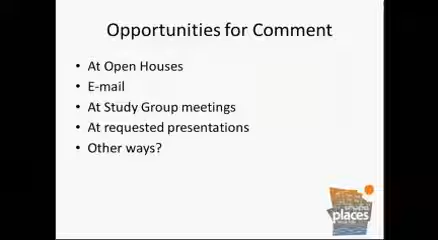 Opportunities for Comment
• At Open Houses
• E-mail
• At Study Group meetings
• At requested presentations
• Other ways?
places